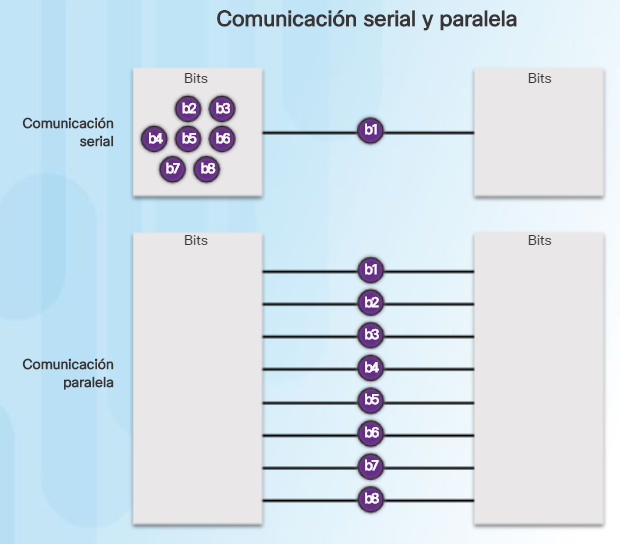 Comunicación serial y paralela
Bits
Bits
b2 b3
Comunicación
serial
b4 b5 b6
b1
b7 b8
Bits
Bits
b1
b2
b3
Comunicación
paralela
b4
b5
b6
b7
b8